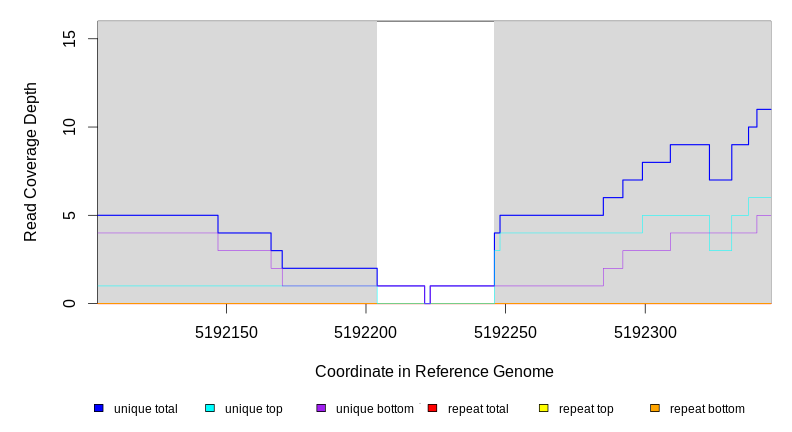 Read Coverage Depth
15
10
5
0
5192150 5192200 5192250 5192300
Coordinate in Reference Genome
unique total unique top unique bottom repeat total repeat top repeat bottom